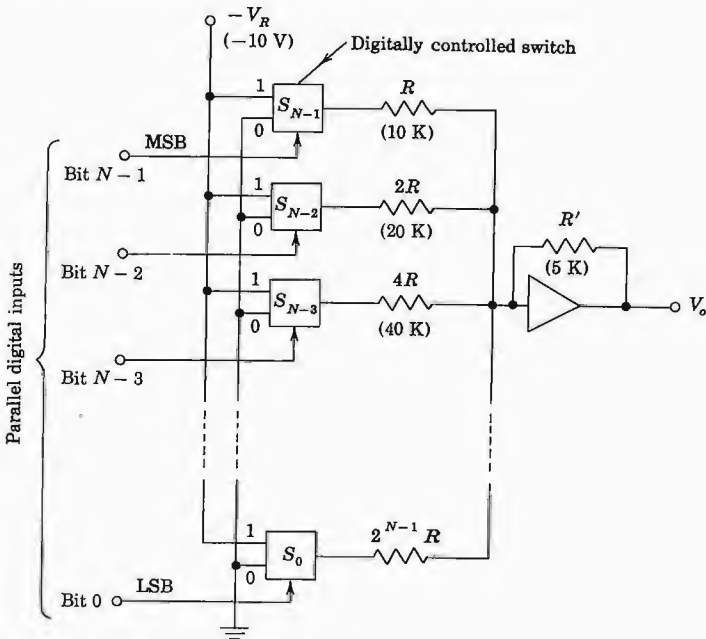 −V_R
(−10 V)
Digitally controlled switch
1
S_{N−1}
R
0
(10 K)
MSB
Bit N − 1
1
S_{N−2}
2R
0
(20 K)
Bit N − 2
R′
(5 K)
1
S_{N−3}
4R
0
(40 K)
V_o
Bit N − 3
Parallel digital inputs
1
S_0
2^{N−1} R
0
LSB
Bit 0